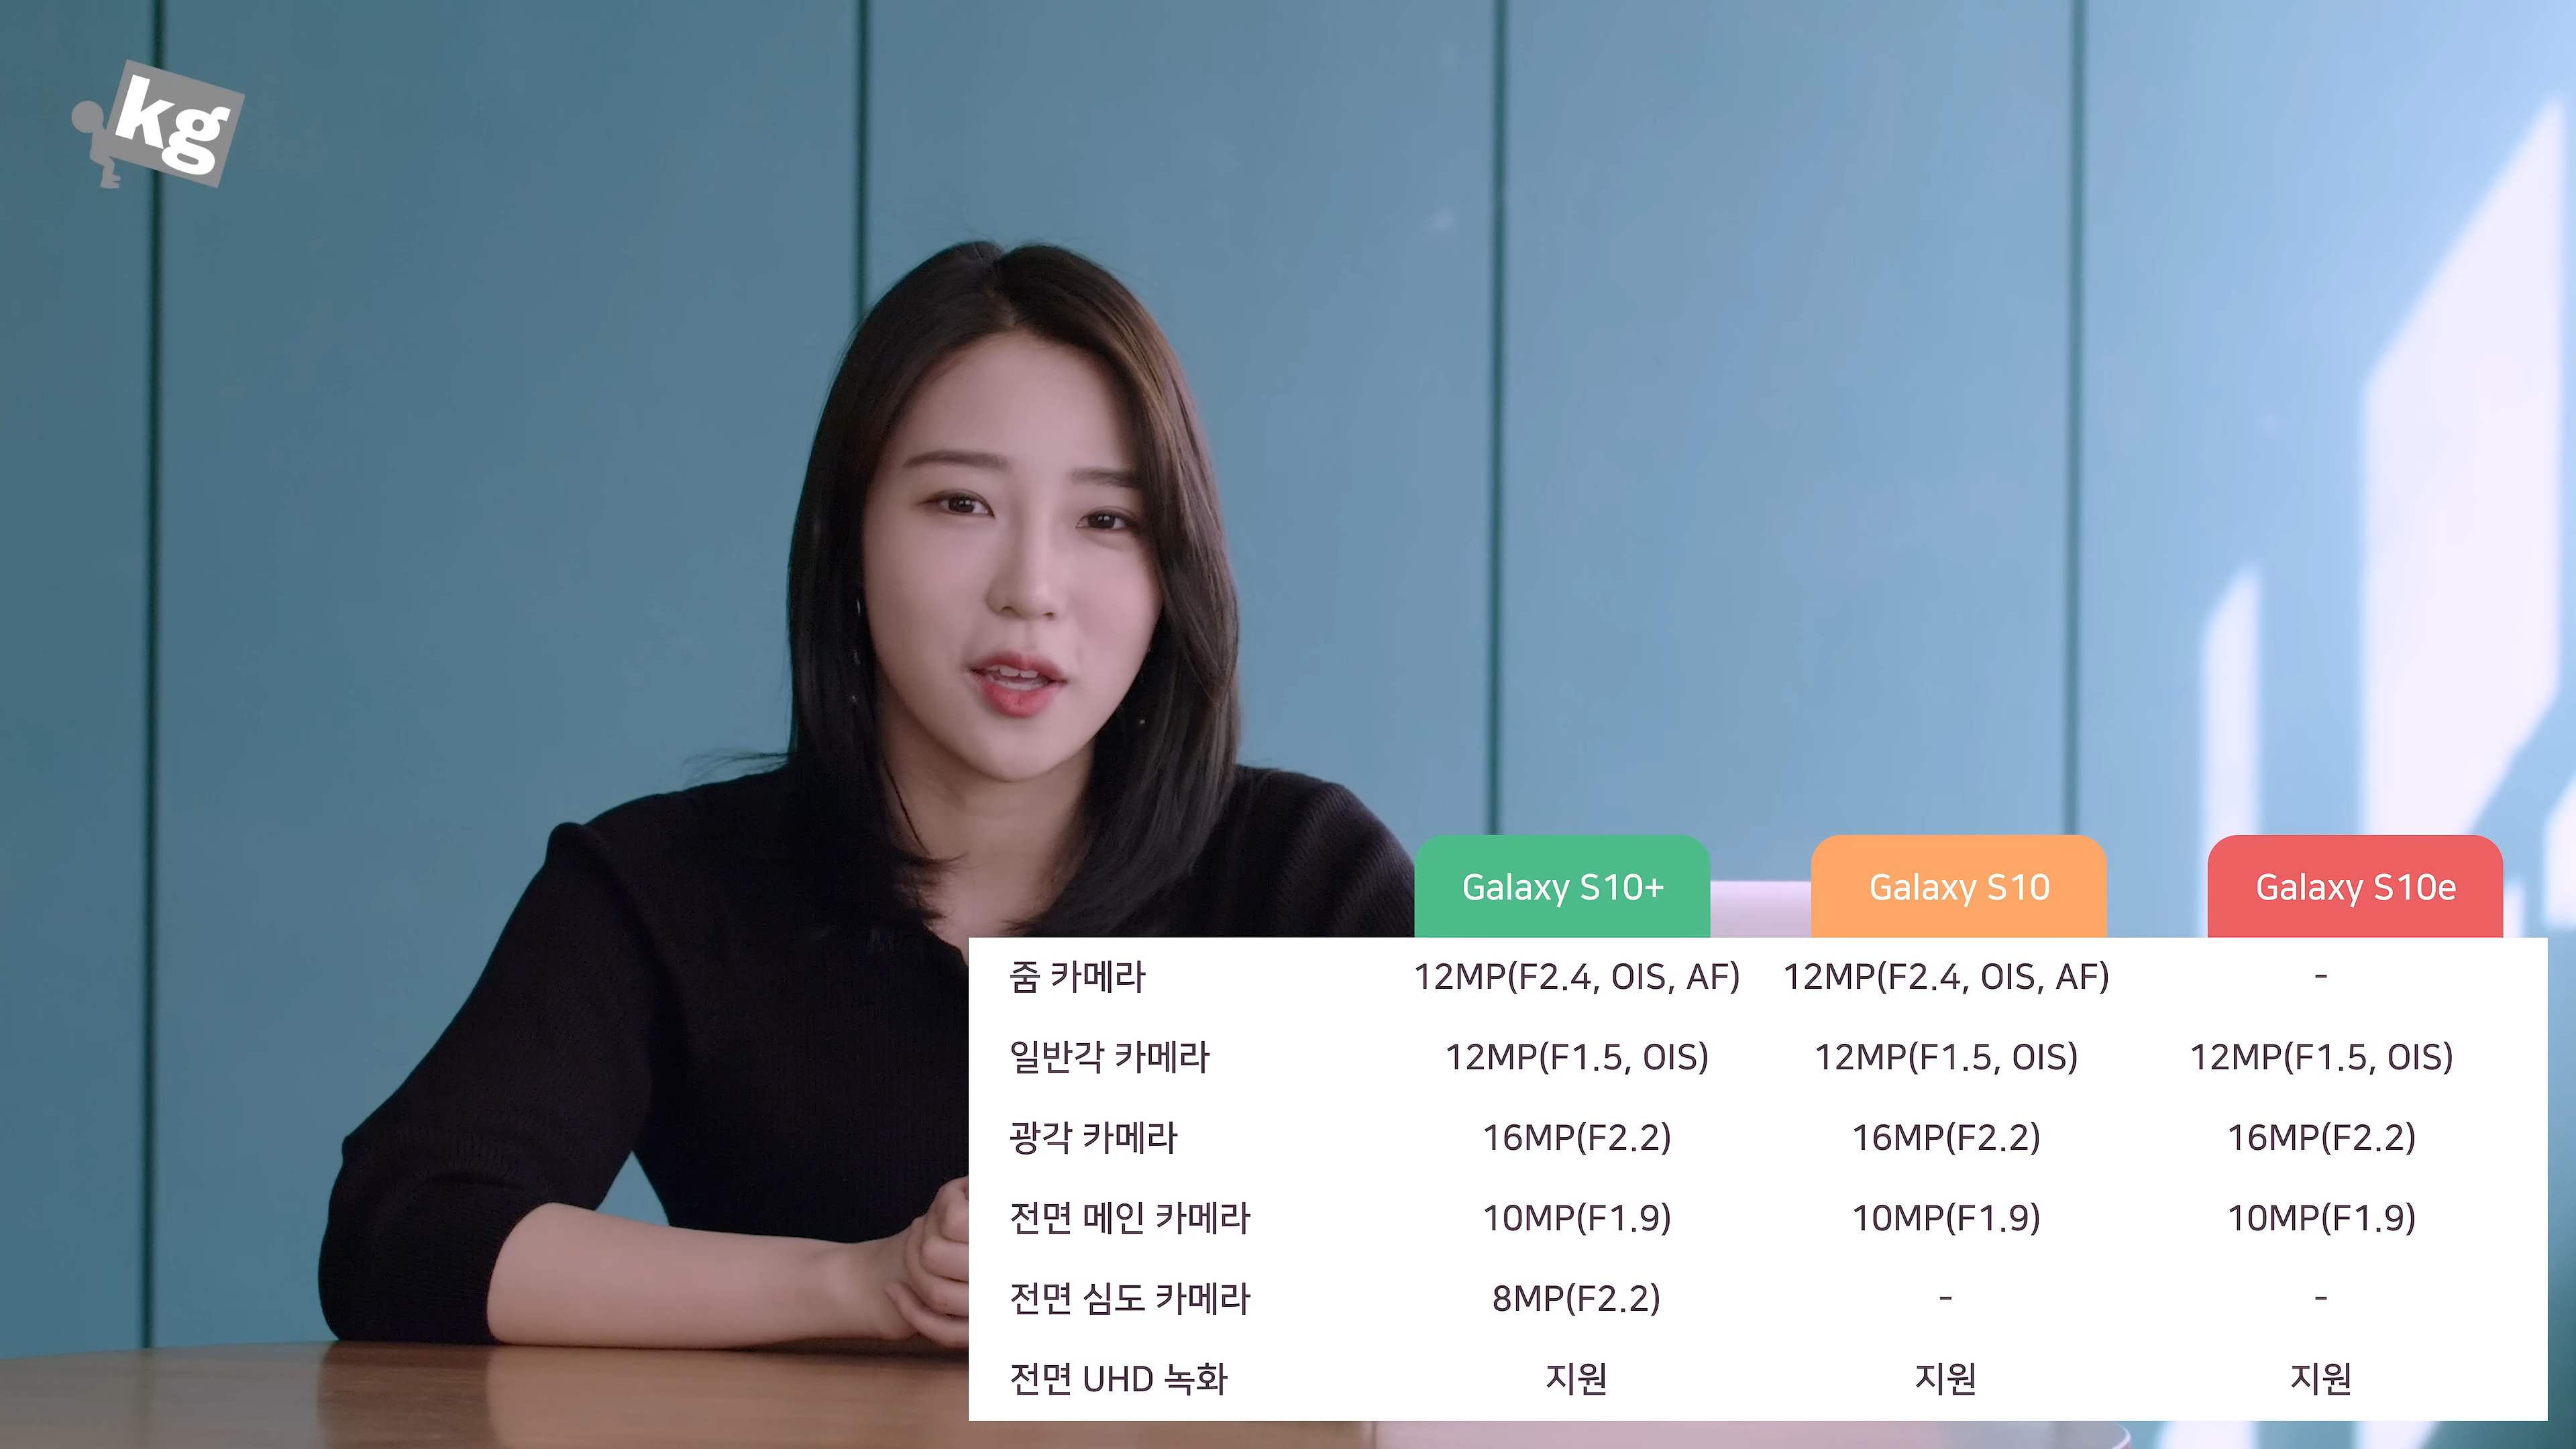 kg
Galaxy S10+ Galaxy S10 Galaxy S10e
줌 카메라 12MP(F2.4, OIS, AF) 12MP(F2.4, OIS, AF) -
일반각 카메라 12MP(F1.5, OIS) 12MP(F1.5, OIS) 12MP(F1.5, OIS)
광각 카메라 16MP(F2.2) 16MP(F2.2) 16MP(F2.2)
전면 메인 카메라 10MP(F1.9) 10MP(F1.9) 10MP(F1.9)
전면 심도 카메라 8MP(F2.2) - -
전면 UHD 녹화 지원 지원 지원